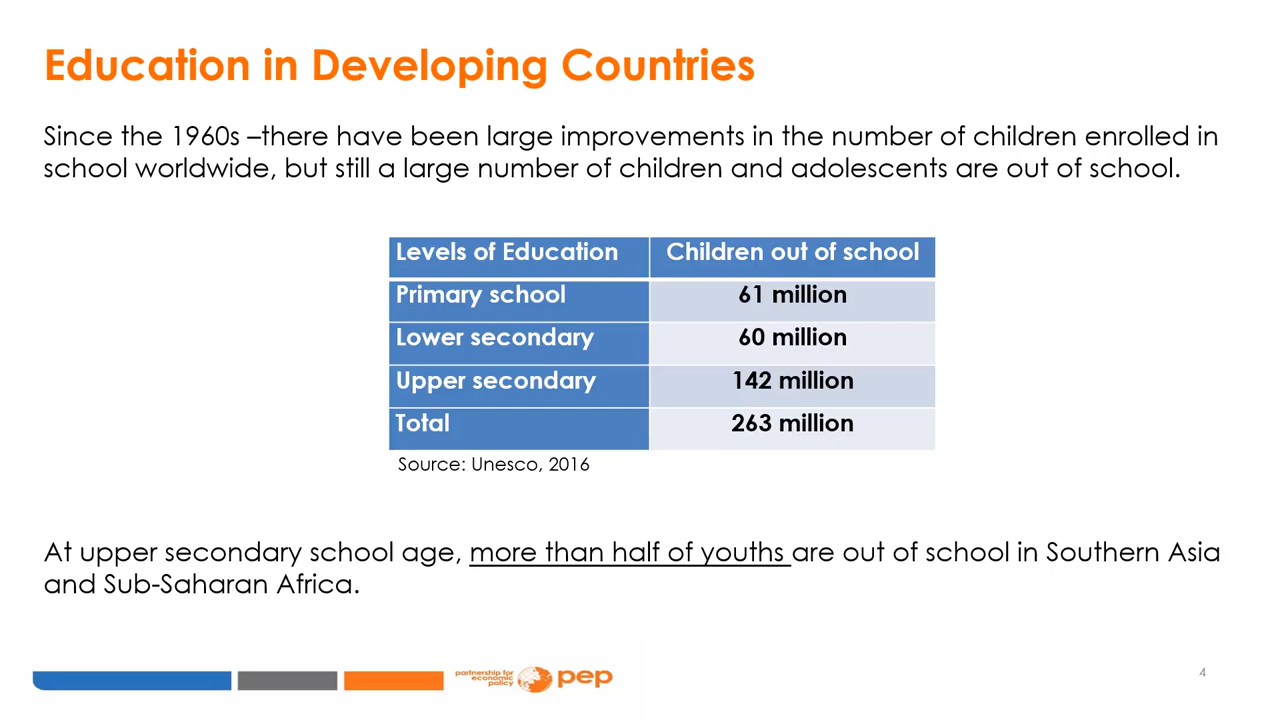 Education in Developing Countries
Since the 1960s –there have been large improvements in the number of children enrolled in
school worldwide, but still a large number of children and adolescents are out of school.
Levels of Education Children out of school
Primary school 61 million
Lower secondary 60 million
Upper secondary 142 million
Total 263 million
Source: Unesco, 2016
At upper secondary school age, more than half of youths are out of school in Southern Asia
and Sub-Saharan Africa.
partnership for
economic
policy
pep
4